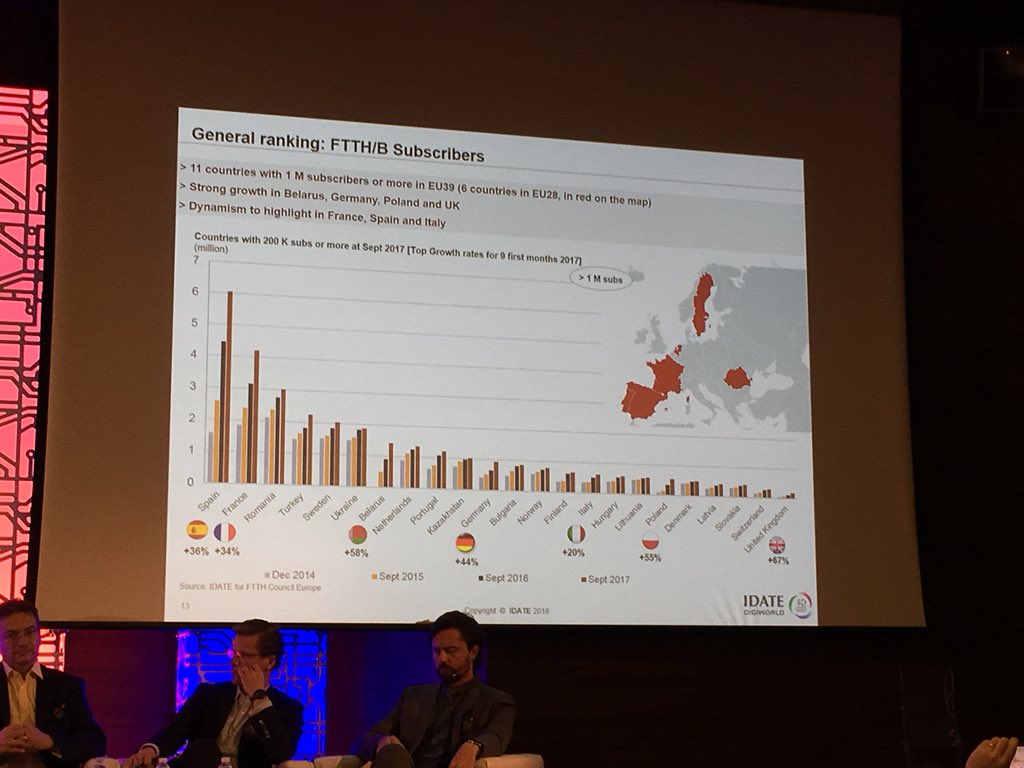 General ranking: FTTH/B Subscribers
> 11 countries with 1 M subscribers or more in EU39 (6 countries in EU28, in red on the map)
> Strong growth in Belarus, Germany, Poland and UK
> Dynamism to highlight in France, Spain and Italy
Countries with 200 K subs or more at Sept 2017 [Top Growth rates for 9 first months 2017]
(million)
> 1 M subs
7
6
5
4
3
2
1
0
Spain
France
Romania
Turkey
Sweden
Ukraine
Belarus
Netherlands
Portugal
Kazakhstan
Germany
Bulgaria
Norway
Finland
Italy
Hungary
Lithuania
Poland
Denmark
Latvia
Slovakia
Switzerland
United Kingdom
+36% +34% +58% +44% +20% +55% +67%
Dec 2014 Sept 2015 Sept 2016 Sept 2017
Source: IDATE for FTTH Council Europe
13
Copyright © IDATE 2018
IDATE
DIGIWORLD